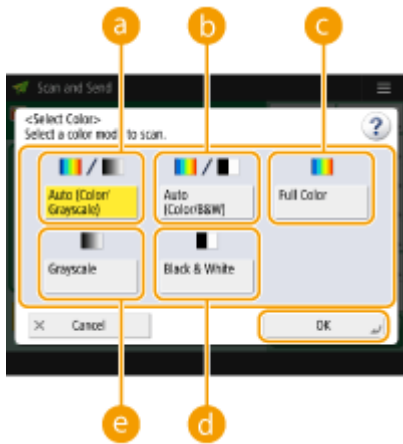 a b c
Scan and Send
<Select Color>
Select a color mode to scan.
?
Auto (Color/
Grayscale)
Auto
(Color/B&W)
Full Color
Grayscale
Black & White
× Cancel
OK
e d